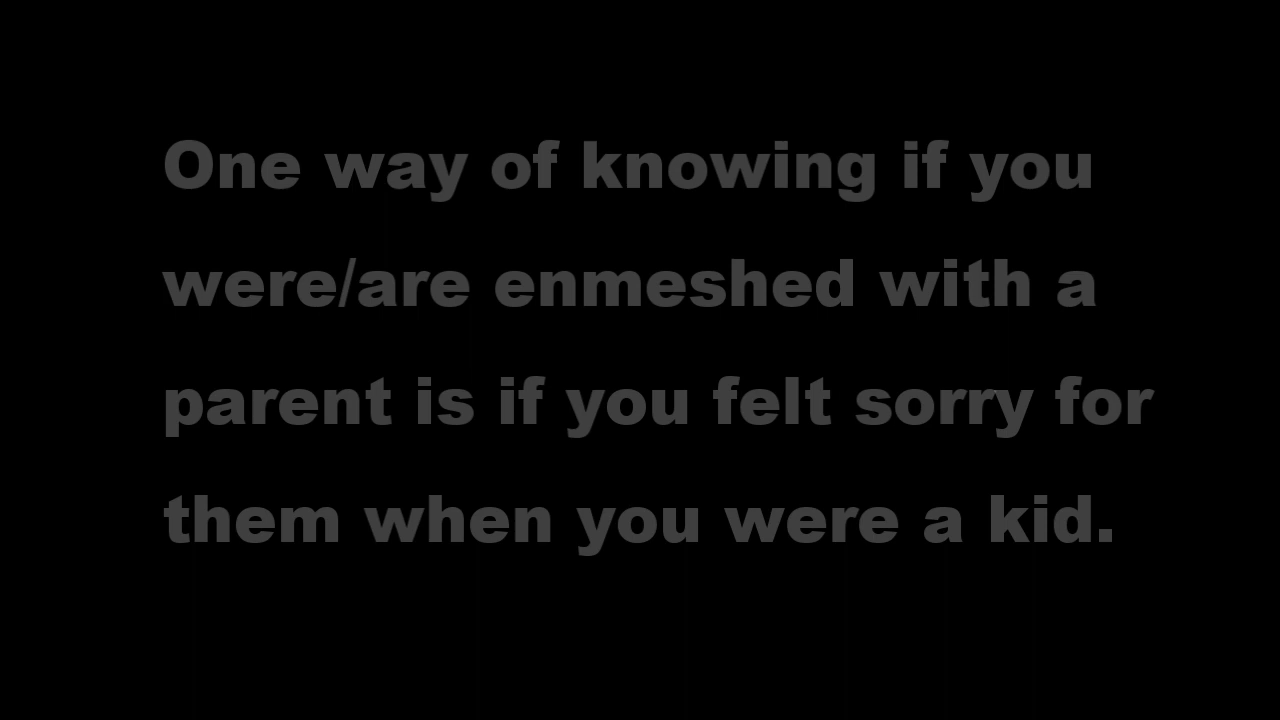 One way of knowing if you
were/are enmeshed with a
parent is if you felt sorry for
them when you were a kid.